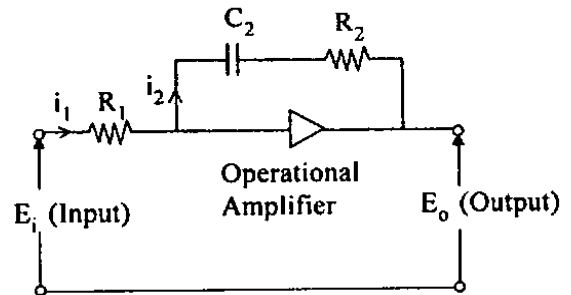 C₂
R₂
i₁
R₁
i₂
Operational
Amplifier
Eᵢ (Input)
Eₒ (Output)